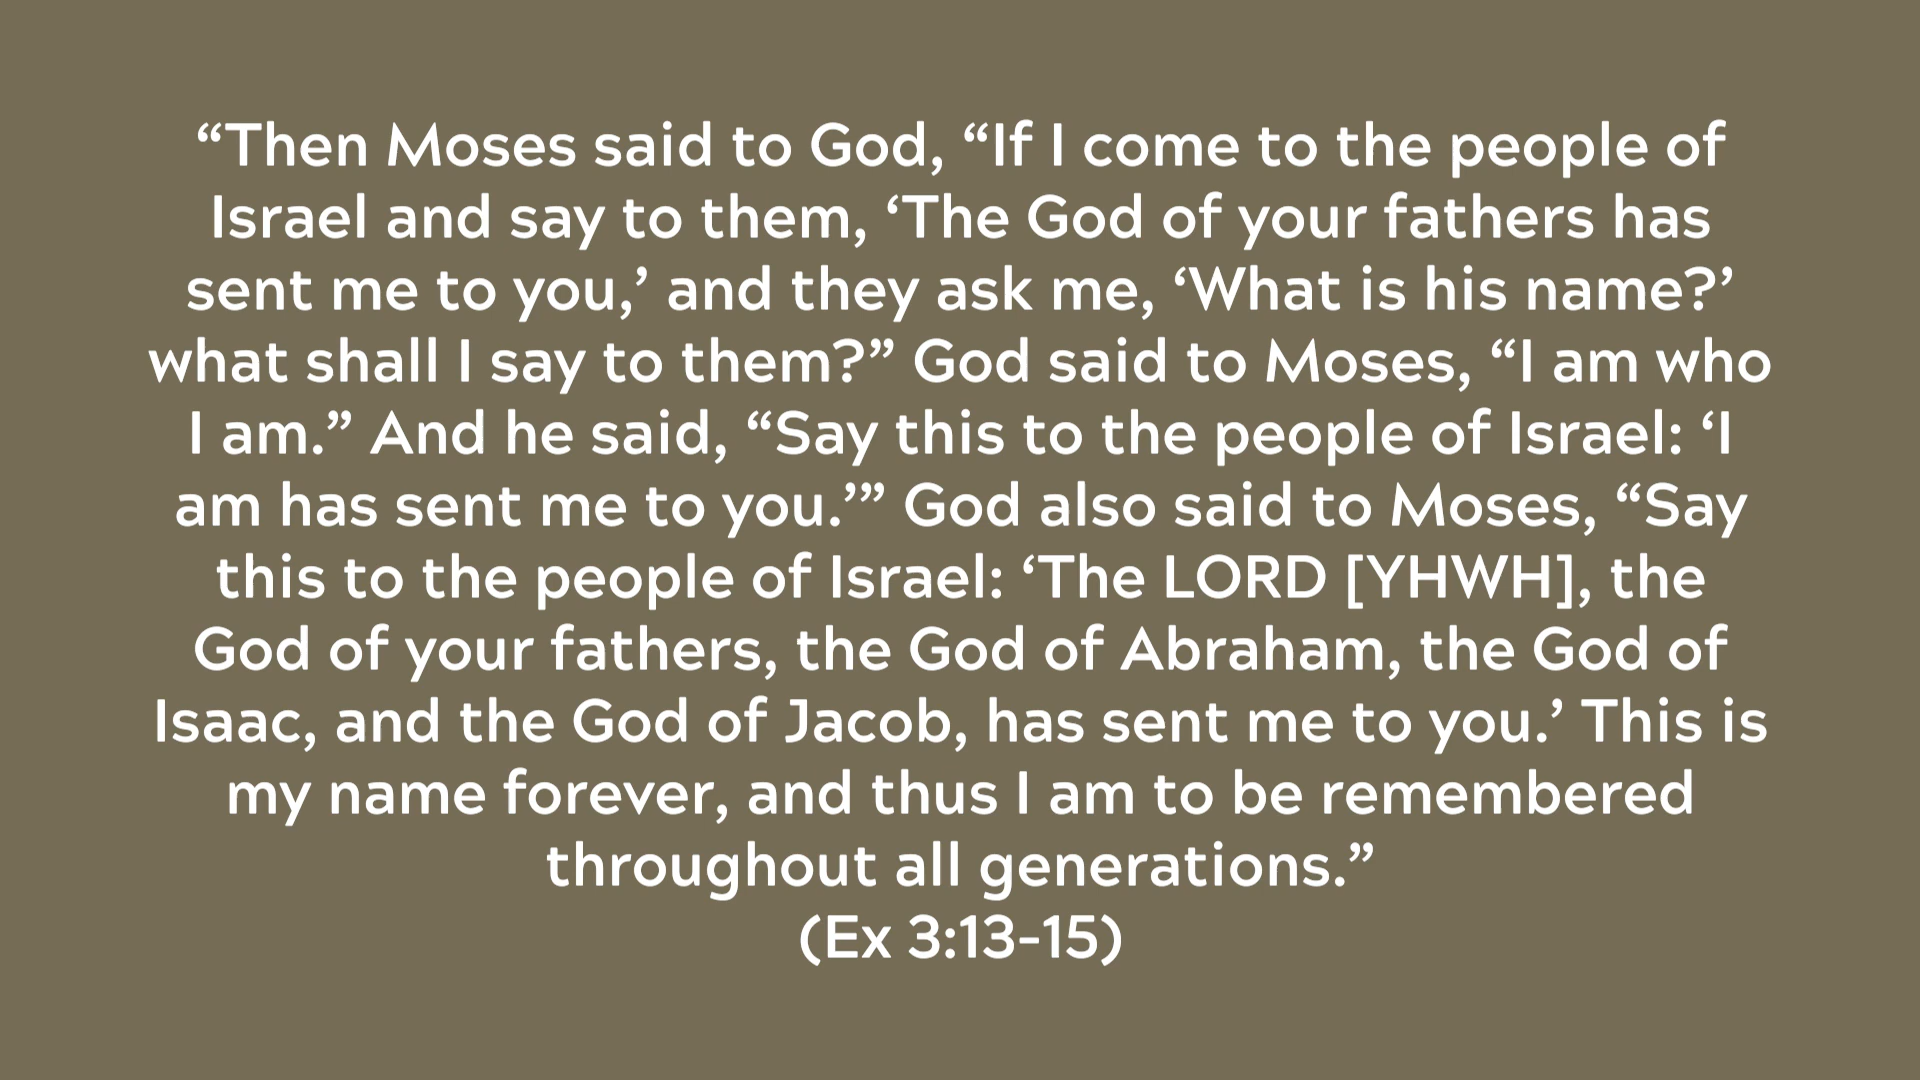 “Then Moses said to God, “If I come to the people of
Israel and say to them, ‘The God of your fathers has
sent me to you,’ and they ask me, ‘What is his name?’
what shall I say to them?” God said to Moses, “I am who
I am.” And he said, “Say this to the people of Israel: ‘I
am has sent me to you.’” God also said to Moses, “Say
this to the people of Israel: ‘The LORD [YHWH], the
God of your fathers, the God of Abraham, the God of
Isaac, and the God of Jacob, has sent me to you.’ This is
my name forever, and thus I am to be remembered
throughout all generations.”
(Ex 3:13-15)